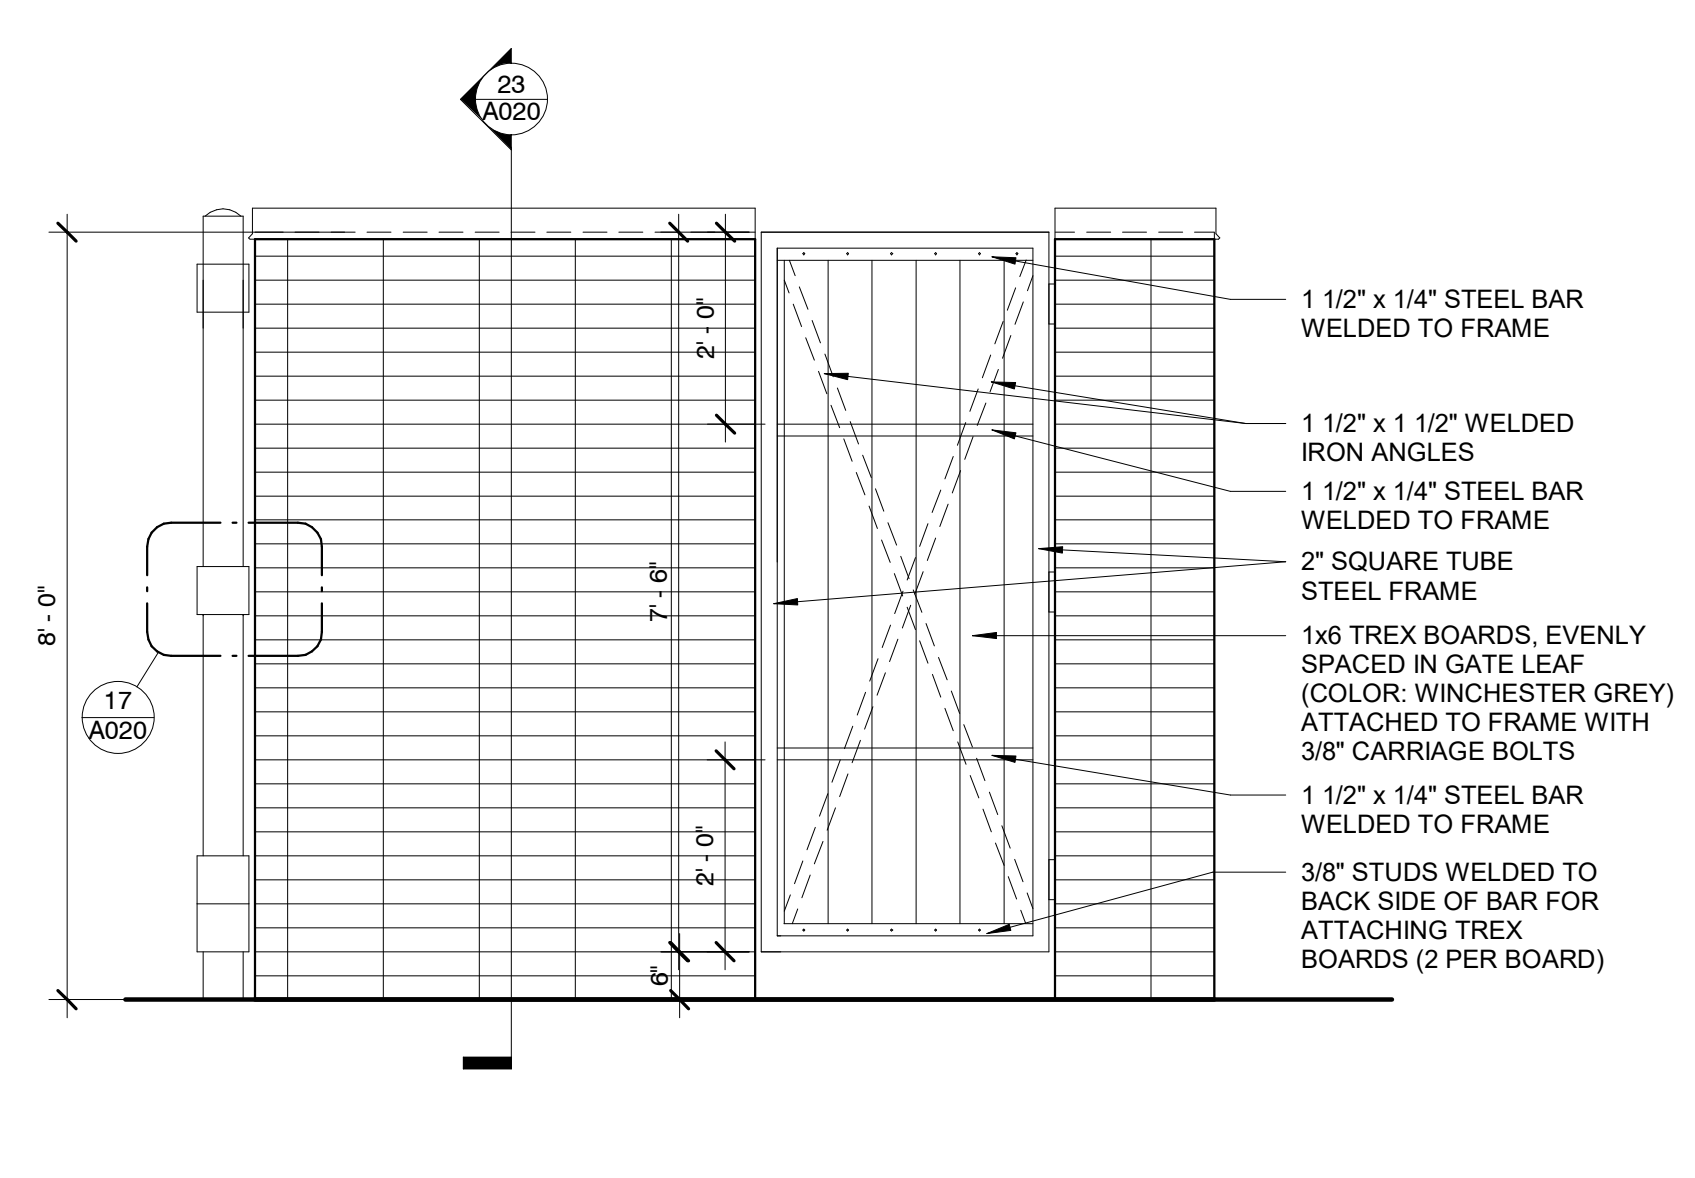 23
A020
2' - 0"
8' - 0"
7' - 6"
2' - 0"
6"
17
A020
1 1/2" x 1/4" STEEL BAR
WELDED TO FRAME
1 1/2" x 1 1/2" WELDED
IRON ANGLES
1 1/2" x 1/4" STEEL BAR
WELDED TO FRAME
2" SQUARE TUBE
STEEL FRAME
1x6 TREX BOARDS, EVENLY
SPACED IN GATE LEAF
(COLOR: WINCHESTER GREY)
ATTACHED TO FRAME WITH
3/8" CARRIAGE BOLTS
1 1/2" x 1/4" STEEL BAR
WELDED TO FRAME
3/8" STUDS WELDED TO
BACK SIDE OF BAR FOR
ATTACHING TREX
BOARDS (2 PER BOARD)